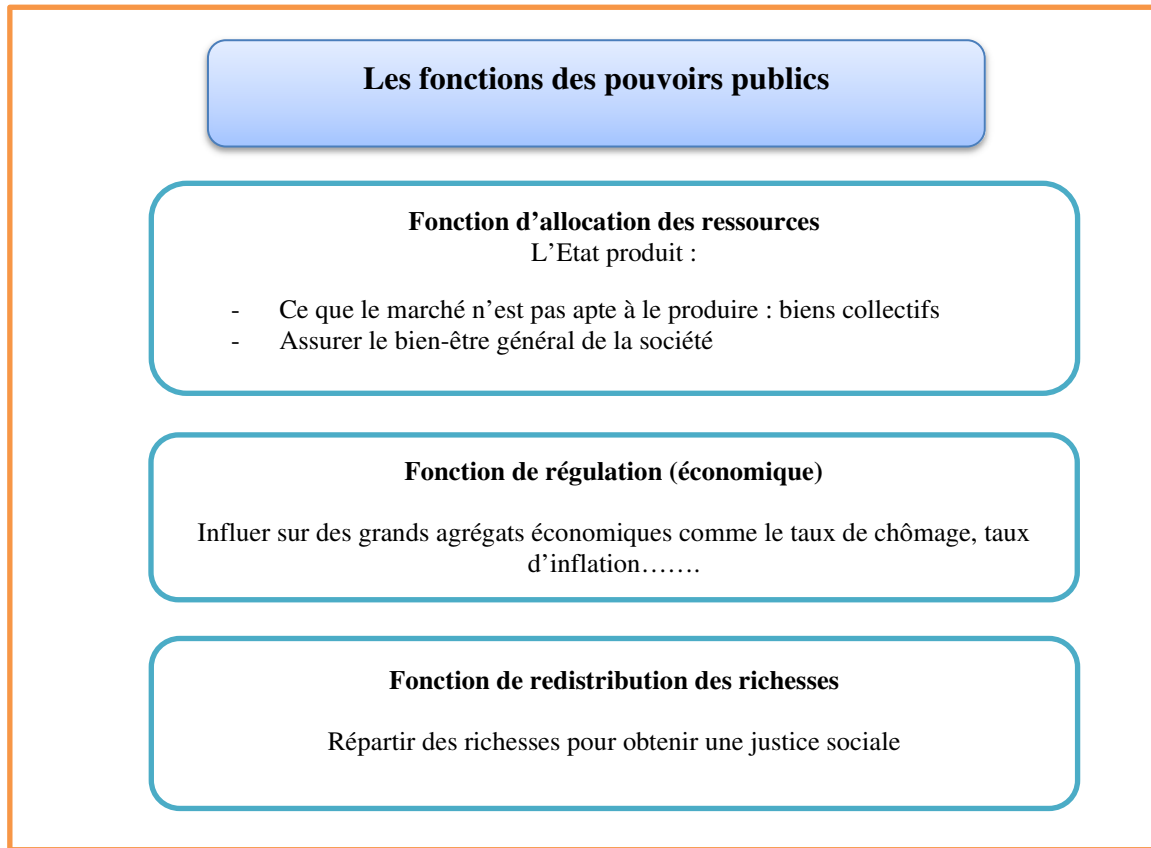 Les fonctions des pouvoirs publics
Fonction d’allocation des ressources
L’Etat produit :
- Ce que le marché n’est pas apte à le produire : biens collectifs
- Assurer le bien-être général de la société
Fonction de régulation (économique)
Influer sur des grands agrégats économiques comme le taux de chômage, taux
d’inflation…….
Fonction de redistribution des richesses
Répartir des richesses pour obtenir une justice sociale